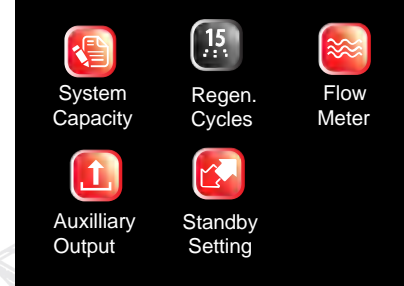 15
System Regen. Flow
Capacity Cycles Meter
Auxilliary Standby
Output Setting